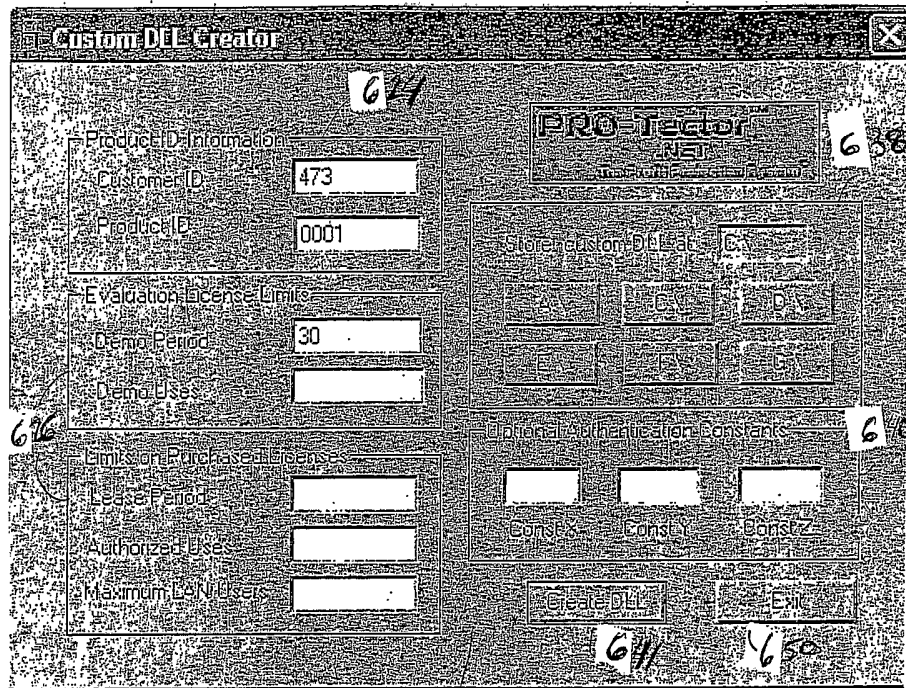 Custom DLL Creator
624
PRO-Tector
.NET
638
Product ID Information
Customer ID
473
Product ID
0001
Store custom DLL at:
C:\
A:\
C:\
D:\
Evaluation License Limits
Demo Period
30
Demo Uses
626
Limits on Purchased License
Lease Period
Authorized Uses
Maximum LAN Users
Optional Authentication Constants
Const X
Const Y
Const Z
Create DLL
Exit
641
650